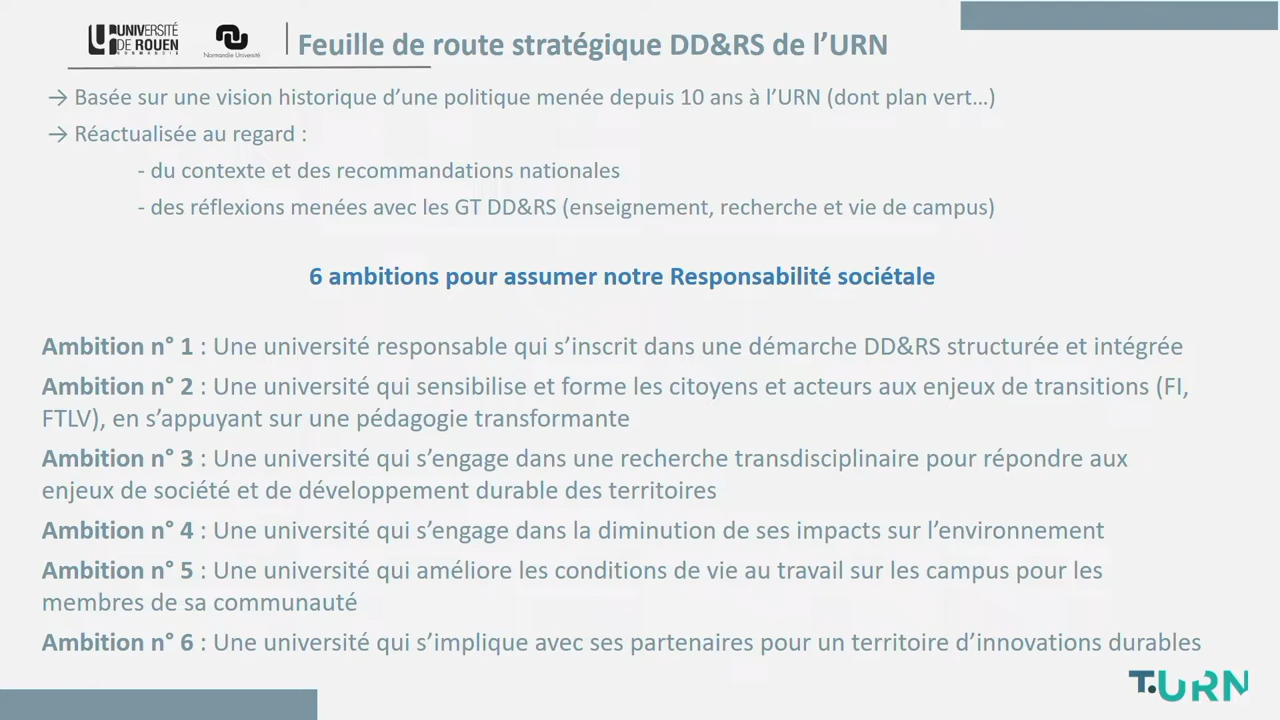 UNIVERSITÉ
DE ROUEN
NORMANDIE
Normandie Université
Feuille de route stratégique DD&RS de l’URN
→ Basée sur une vision historique d’une politique menée depuis 10 ans à l’URN (dont plan vert…)
→ Réactualisée au regard :
- du contexte et des recommandations nationales
- des réflexions menées avec les GT DD&RS (enseignement, recherche et vie de campus)
6 ambitions pour assumer notre Responsabilité sociétale
Ambition n° 1 : Une université responsable qui s’inscrit dans une démarche DD&RS structurée et intégrée
Ambition n° 2 : Une université qui sensibilise et forme les citoyens et acteurs aux enjeux de transitions (FI,
FTLV), en s’appuyant sur une pédagogie transformante
Ambition n° 3 : Une université qui s’engage dans une recherche transdisciplinaire pour répondre aux
enjeux de société et de développement durable des territoires
Ambition n° 4 : Une université qui s’engage dans la diminution de ses impacts sur l’environnement
Ambition n° 5 : Une université qui améliore les conditions de vie au travail sur les campus pour les
membres de sa communauté
Ambition n° 6 : Une université qui s’implique avec ses partenaires pour un territoire d’innovations durables
T.URN